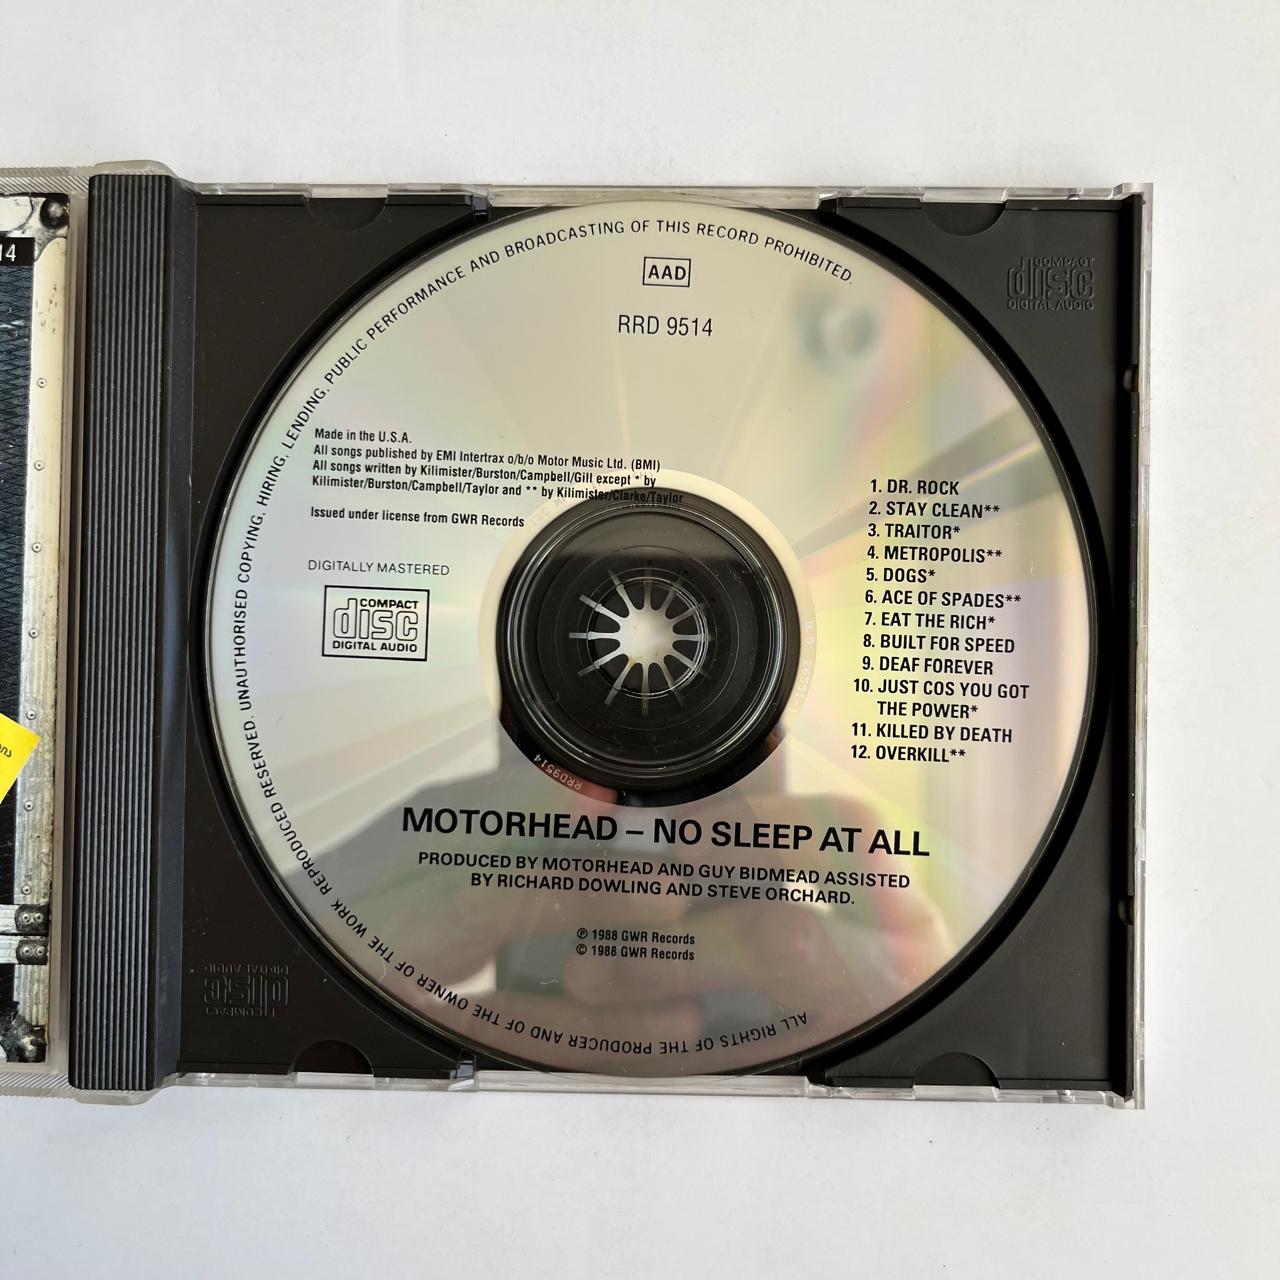 14
ons
ALL RIGHTS OF THE PRODUCER AND OF THE OWNER OF THE WORK REPRODUCED RESERVED. UNAUTHORISED COPYING, HIRING, LENDING, PUBLIC PERFORMANCE AND BROADCASTING OF THIS RECORD PROHIBITED.
AAD
RRD 9514
Made in the U.S.A.
All songs published by EMI Intertrax o/b/o Motor Music Ltd. (BMI)
All songs written by Kilimister/Burston/Campbell/Gill except * by
Kilimister/Burston/Campbell/Taylor and ** by Kilimister/Clarke/Taylor
Issued under license from GWR Records
DIGITALLY MASTERED
COMPACT
disc
DIGITAL AUDIO
1. DR. ROCK
2. STAY CLEAN**
3. TRAITOR*
4. METROPOLIS**
5. DOGS*
6. ACE OF SPADES**
7. EAT THE RICH*
8. BUILT FOR SPEED
9. DEAF FOREVER
10. JUST COS YOU GOT
THE POWER*
11. KILLED BY DEATH
12. OVERKILL**
RRD9514
MOTORHEAD – NO SLEEP AT ALL
PRODUCED BY MOTORHEAD AND GUY BIDMEAD ASSISTED
BY RICHARD DOWLING AND STEVE ORCHARD.
℗ 1988 GWR Records
© 1988 GWR Records
COMPACT
disc
DIGITAL AUDIO
COMPACT
disc
DIGITAL AUDIO